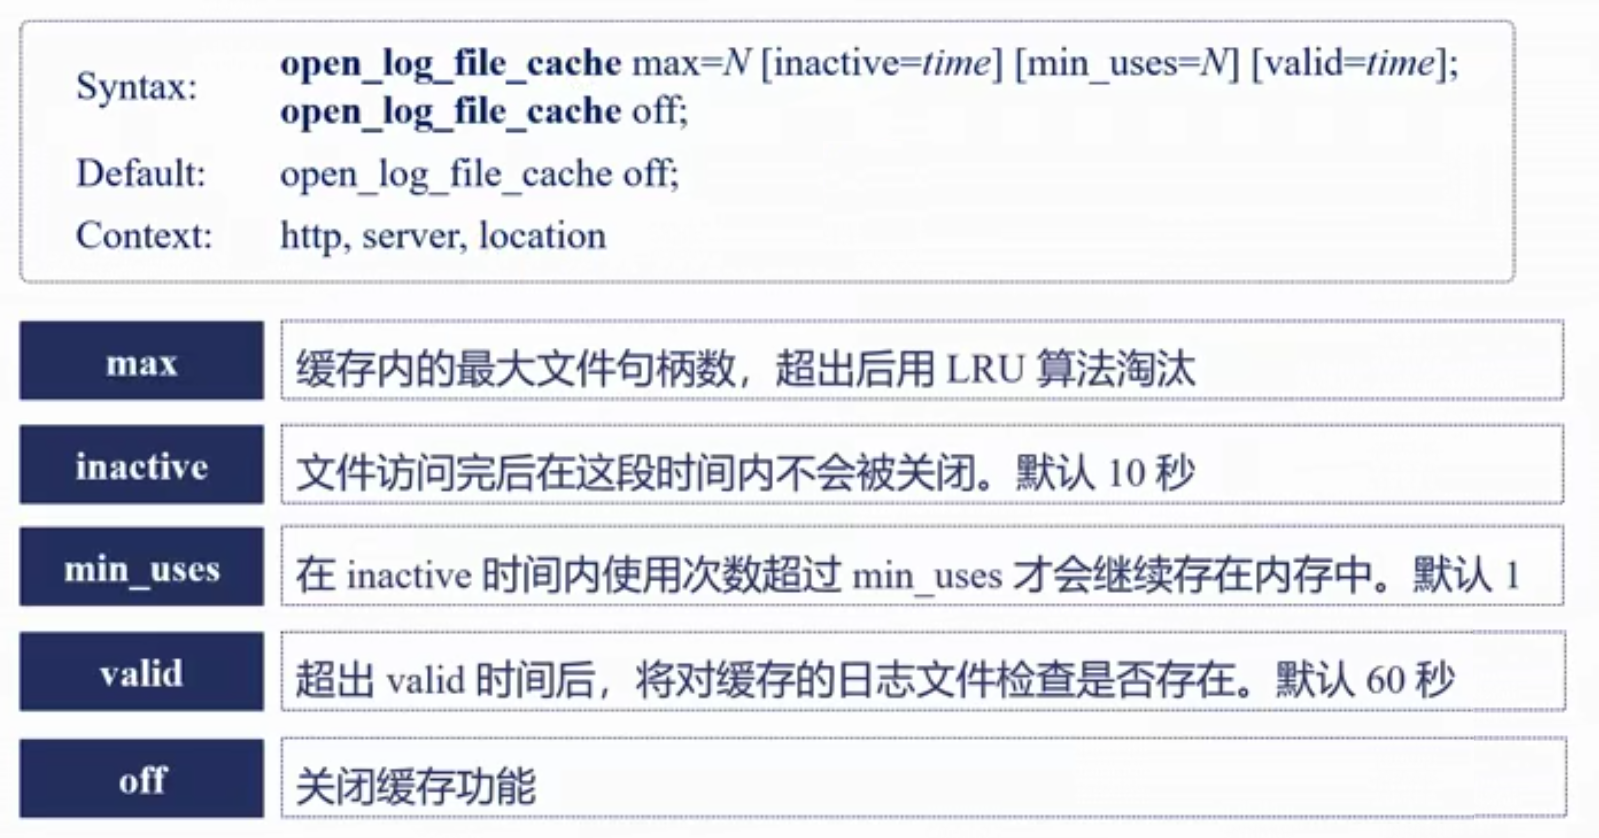 Syntax:
open_log_file_cache max=N [inactive=time] [min_uses=N] [valid=time];
open_log_file_cache off;
Default: open_log_file_cache off;
Context: http, server, location
max 缓存内的最大文件句柄数，超出后用 LRU 算法淘汰
inactive 文件访问完后在这段时间内不会被关闭。默认 10 秒
min_uses 在 inactive 时间内使用次数超过 min_uses 才会继续存在内存中。默认 1
valid 超出 valid 时间后，将对缓存的日志文件检查是否存在。默认 60 秒
off 关闭缓存功能